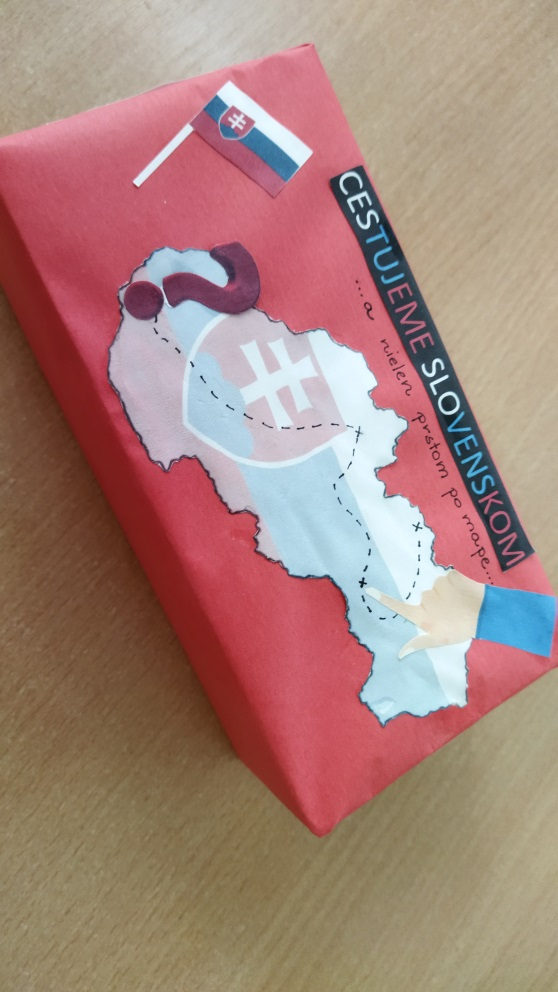 CESTUJEME SLOVENSKOM
...a nielen prstom po mape...
?